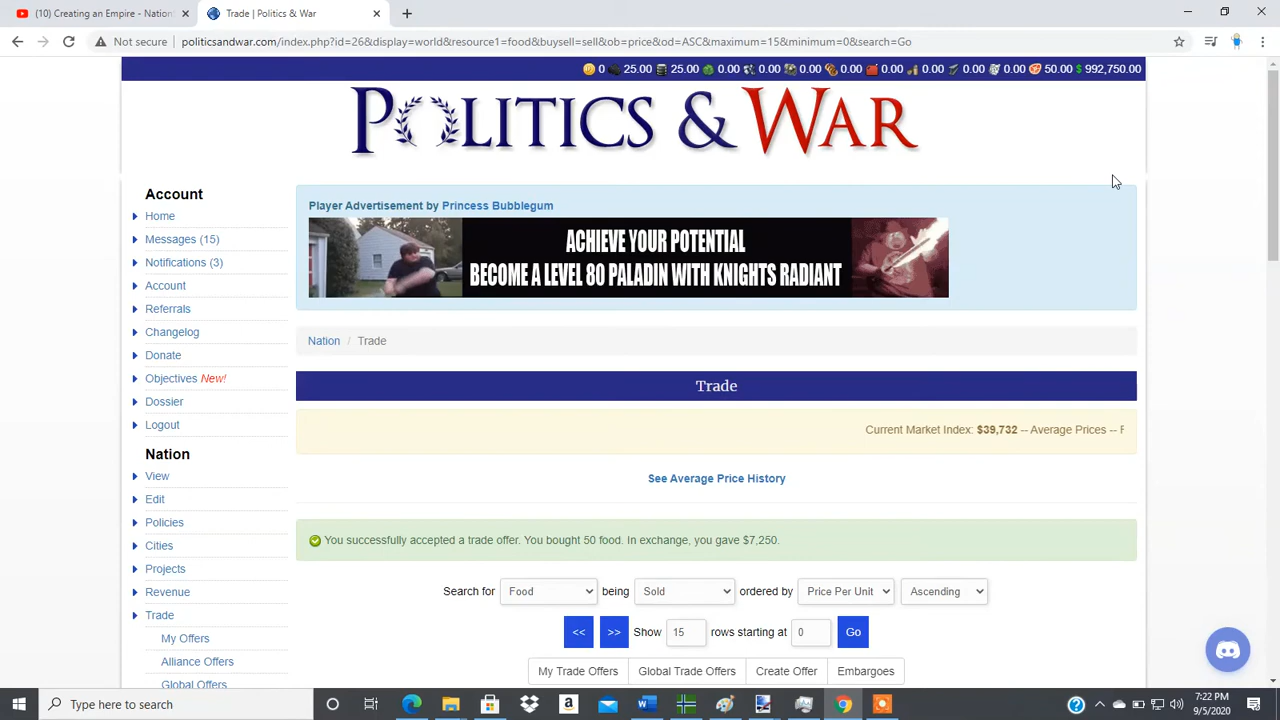 (10) Creating an Empire - Nation
Trade | Politics & War
Not secure | politicsandwar.com/index.php?id=26&display=world&resource1=food&buysell=sell&ob=price&od=ASC&maximum=15&minimum=0&search=Go
0 25.00 25.00 0.00 0.00 0.00 0.00 0.00 0.00 0.00 0.00 50.00 $ 992,750.00
POLITICS & WAR
Account
Home
Messages (15)
Notifications (3)
Account
Referrals
Changelog
Donate
Objectives New!
Dossier
Logout
Nation
View
Edit
Policies
Cities
Projects
Revenue
Trade
My Offers
Alliance Offers
Global Offers
Player Advertisement by Princess Bubblegum
ACHIEVE YOUR POTENTIAL
BECOME A LEVEL 80 PALADIN WITH KNIGHTS RADIANT
Nation / Trade
Trade
Current Market Index: $39,732 -- Average Prices -- F
See Average Price History
You successfully accepted a trade offer. You bought 50 food. In exchange, you gave $7,250.
Search for Food being Sold ordered by Price Per Unit Ascending
<< >> Show 15 rows starting at 0 Go
My Trade Offers Global Trade Offers Create Offer Embargoes
Type here to search
7:22 PM
9/5/2020